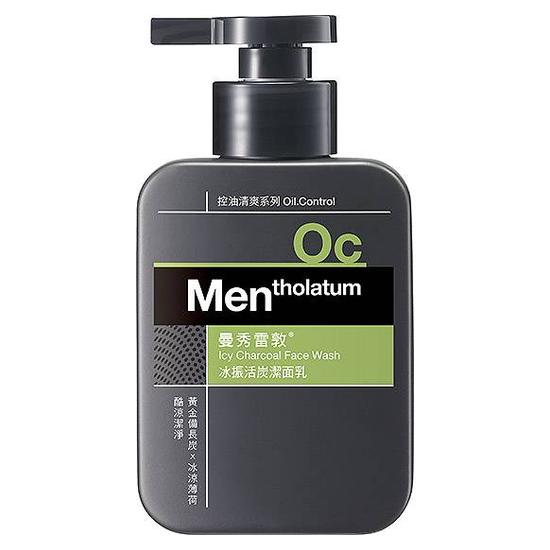 控油清爽系列 Oil.Control
Oc
Mentholatum
曼秀雷敦®
Icy Charcoal Face Wash
冰振活炭潔面乳
黃金備長炭 × 冰涼薄荷
酷涼潔淨